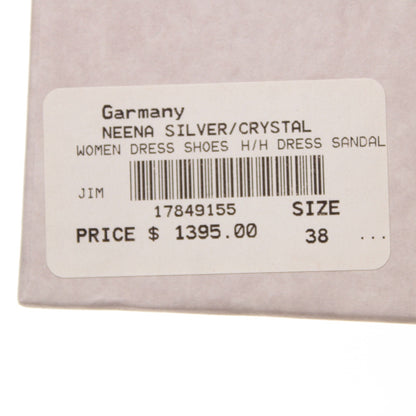 Garmany
NEENA SILVER/CRYSTAL
WOMEN DRESS SHOES H/H DRESS SANDAL
JIM
17849155 SIZE
PRICE $ 1395.00 38 ...